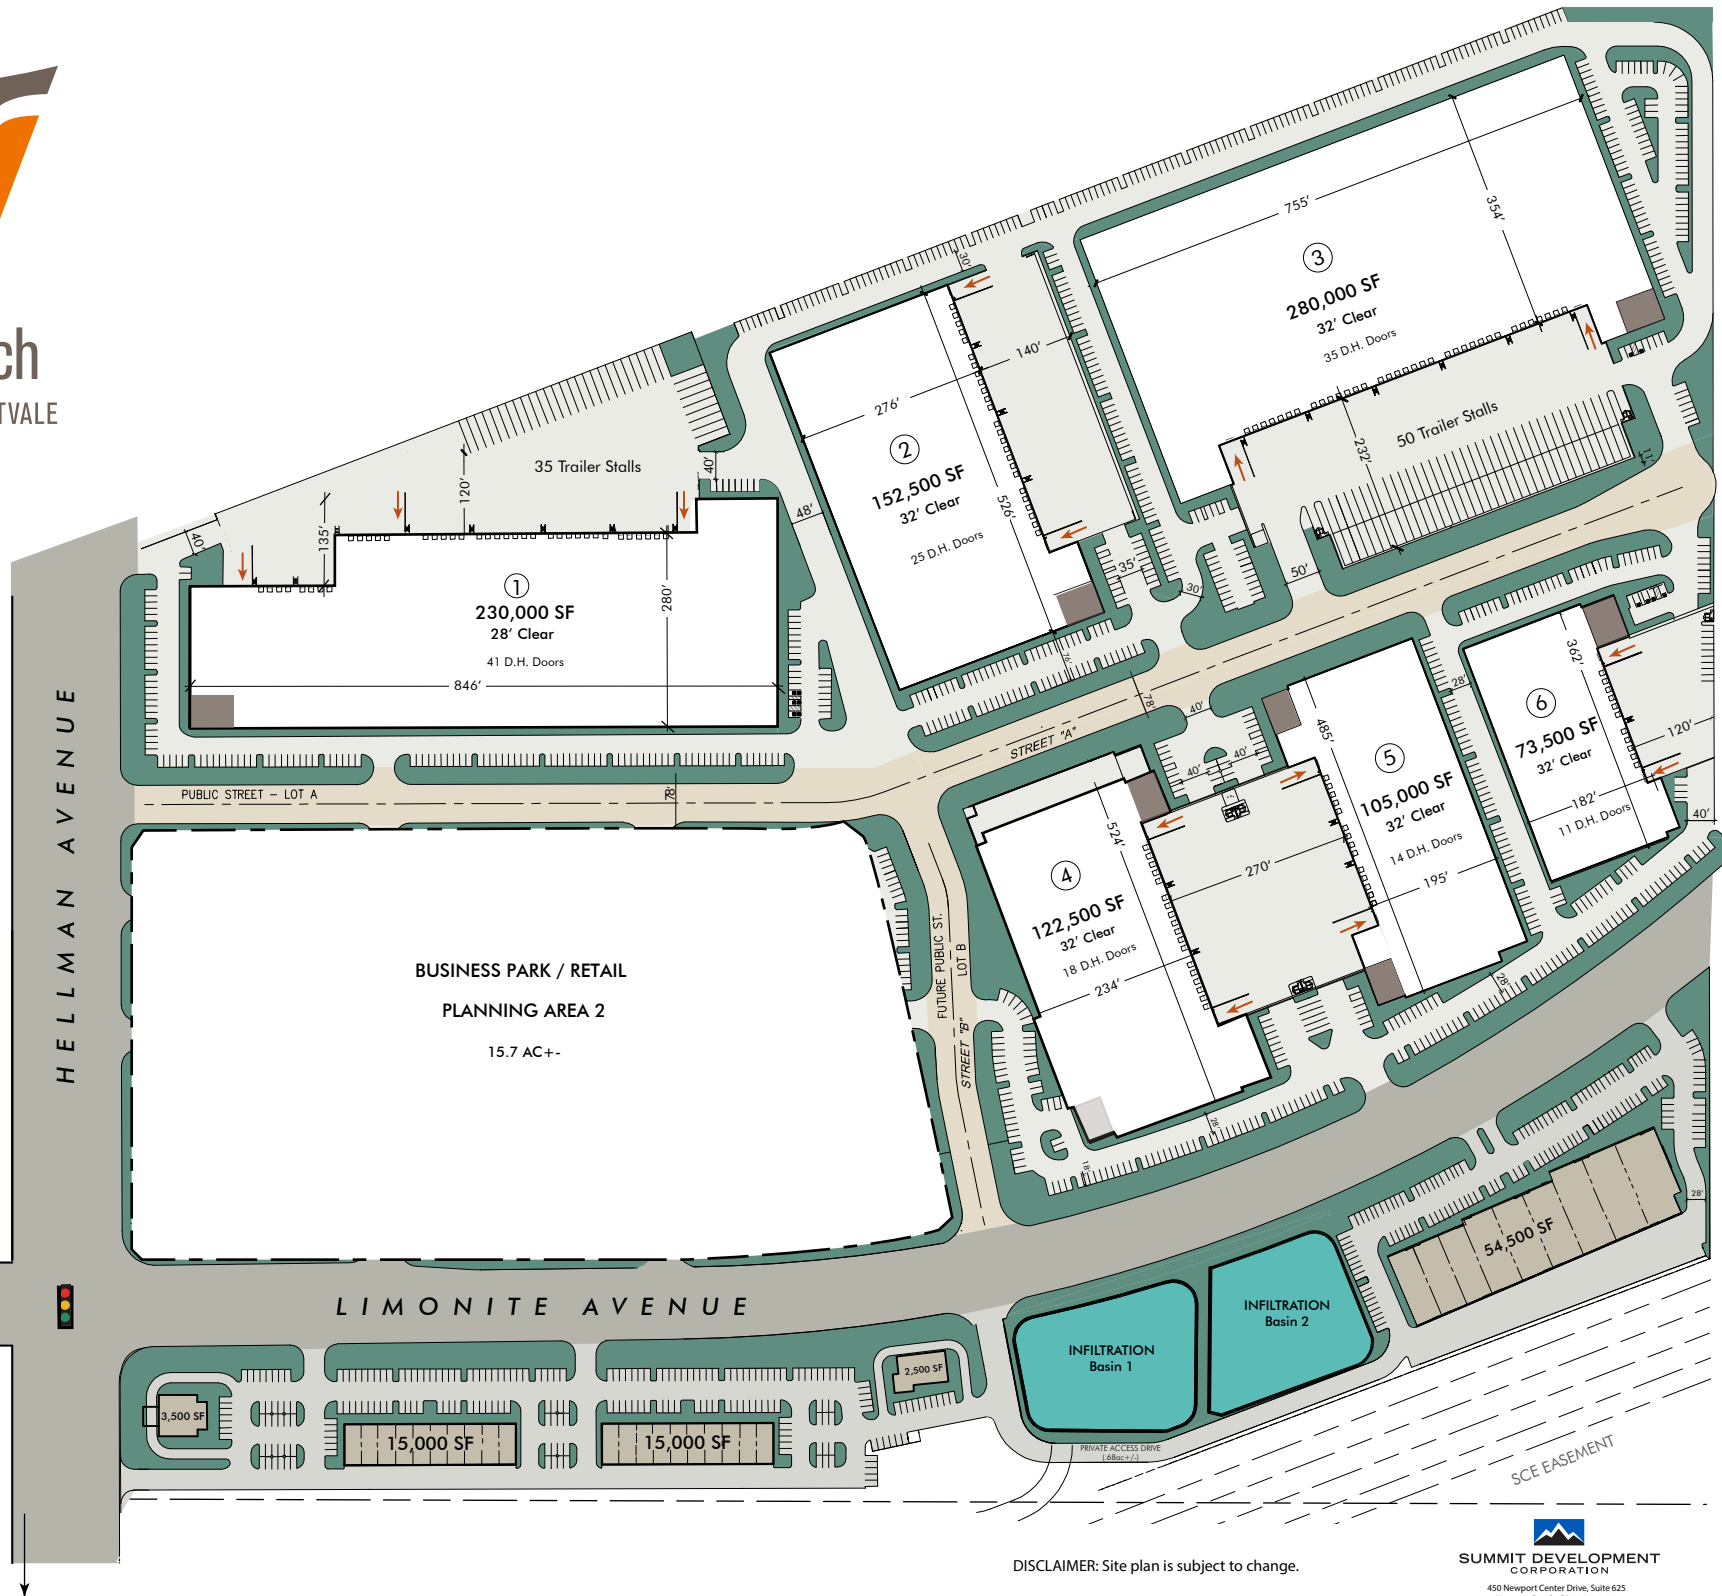 ch
TVALE
HELLMAN AVENUE
35 Trailer Stalls
40'
135'
120'
40'
1
230,000 SF
28' Clear
41 D.H. Doors
280'
846'
PUBLIC STREET – LOT A
78'
48'
30'
140'
276'
2
152,500 SF
32' Clear
526'
25 D.H. Doors
35'
30'
76'
755'
354'
3
280,000 SF
32' Clear
35 D.H. Doors
232'
50 Trailer Stalls
11'
50'
STREET "A"
78'
40'
40'
40'
28'
362'
6
73,500 SF
32' Clear
120'
182'
11 D.H. Doors
40'
485'
5
105,000 SF
32' Clear
14 D.H. Doors
195'
270'
524'
4
122,500 SF
32' Clear
18 D.H. Doors
234'
28'
28'
18'
FUTURE PUBLIC ST.
LOT B
STREET "B"
BUSINESS PARK / RETAIL
PLANNING AREA 2
15.7 AC+-
LIMONITE AVENUE
INFILTRATION
Basin 1
INFILTRATION
Basin 2
54,500 SF
28'
3,500 SF
15,000 SF
15,000 SF
2,500 SF
PRIVATE ACCESS DRIVE
(.68ac+/-)
SCE EASEMENT
DISCLAIMER: Site plan is subject to change.
SUMMIT DEVELOPMENT
CORPORATION
450 Newport Center Drive, Suite 625